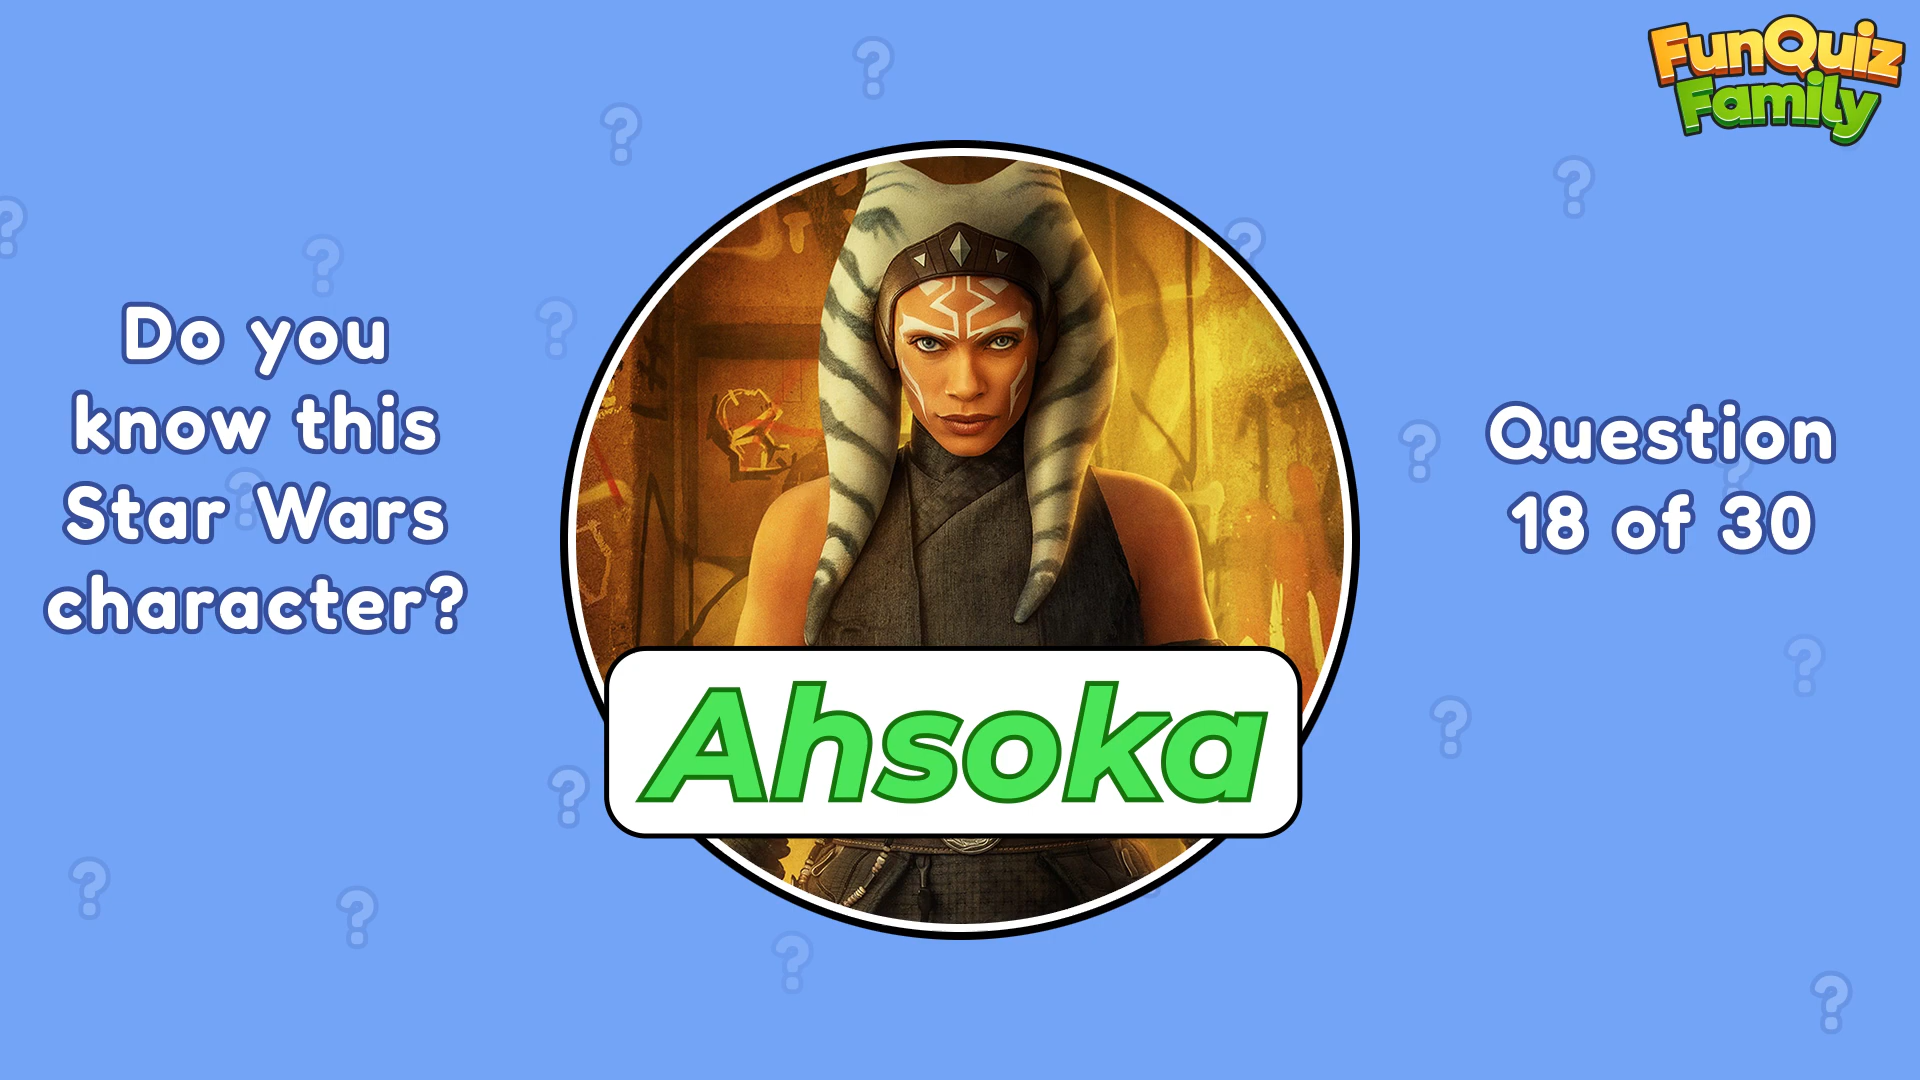 FunQuiz
Family
Do you
know this
Star Wars
character?
Question
18 of 30
Ahsoka